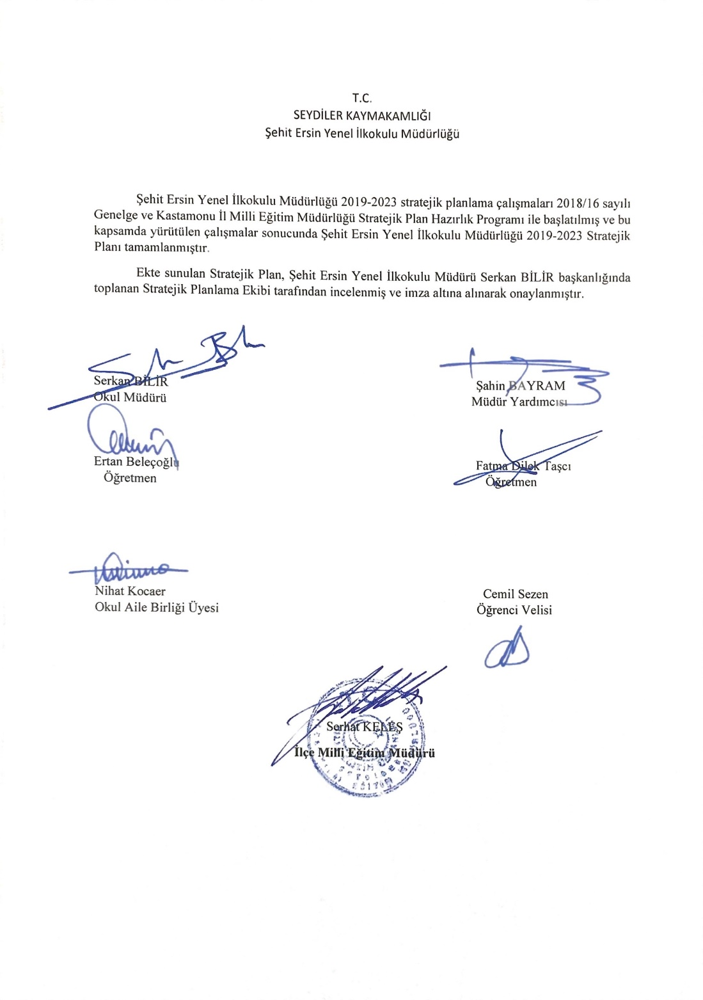 T.C.
SEYDİLER KAYMAKAMLIĞI
Şehit Ersin Yenel İlkokulu Müdürlüğü
Şehit Ersin Yenel İlkokulu Müdürlüğü 2019-2023 stratejik planlama çalışmaları 2018/16 sayılı
Genelge ve Kastamonu İl Milli Eğitim Müdürlüğü Stratejik Plan Hazırlık Programı ile başlatılmış ve bu
kapsamda yürütülen çalışmalar sonucunda Şehit Ersin Yenel İlkokulu Müdürlüğü 2019-2023 Stratejik
Planı tamamlanmıştır.
Ekte sunulan Stratejik Plan, Şehit Ersin Yenel İlkokulu Müdürü Serkan BİLİR başkanlığında
toplanan Stratejik Planlama Ekibi tarafından incelenmiş ve imza altına alınarak onaylanmıştır.
Serkan BİLİR
Okul Müdürü
Şahin BAYRAM
Müdür Yardımcısı
Ertan Beleçoğlu
Öğretmen
Fatma Dilek Taşcı
Öğretmen
Nihat Kocaer
Okul Aile Birliği Üyesi
Cemil Sezen
Öğrenci Velisi
T.C.
Serhat KELEŞ
İlçe Milli Eğitim Müdürü